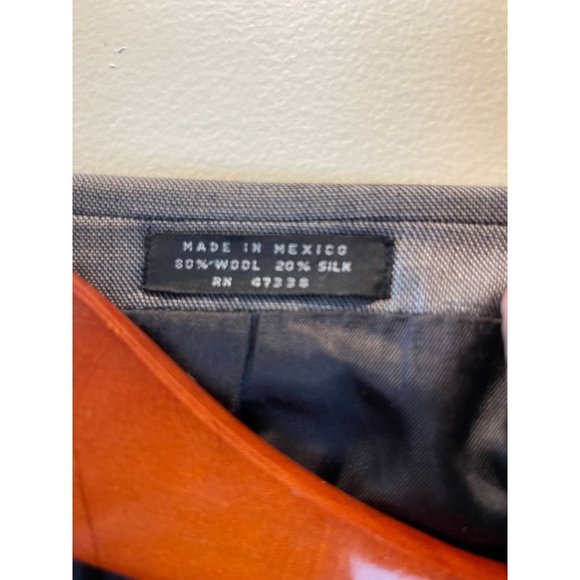 MADE IN MEXICO
80% WOOL 20% SILK
RN 47338